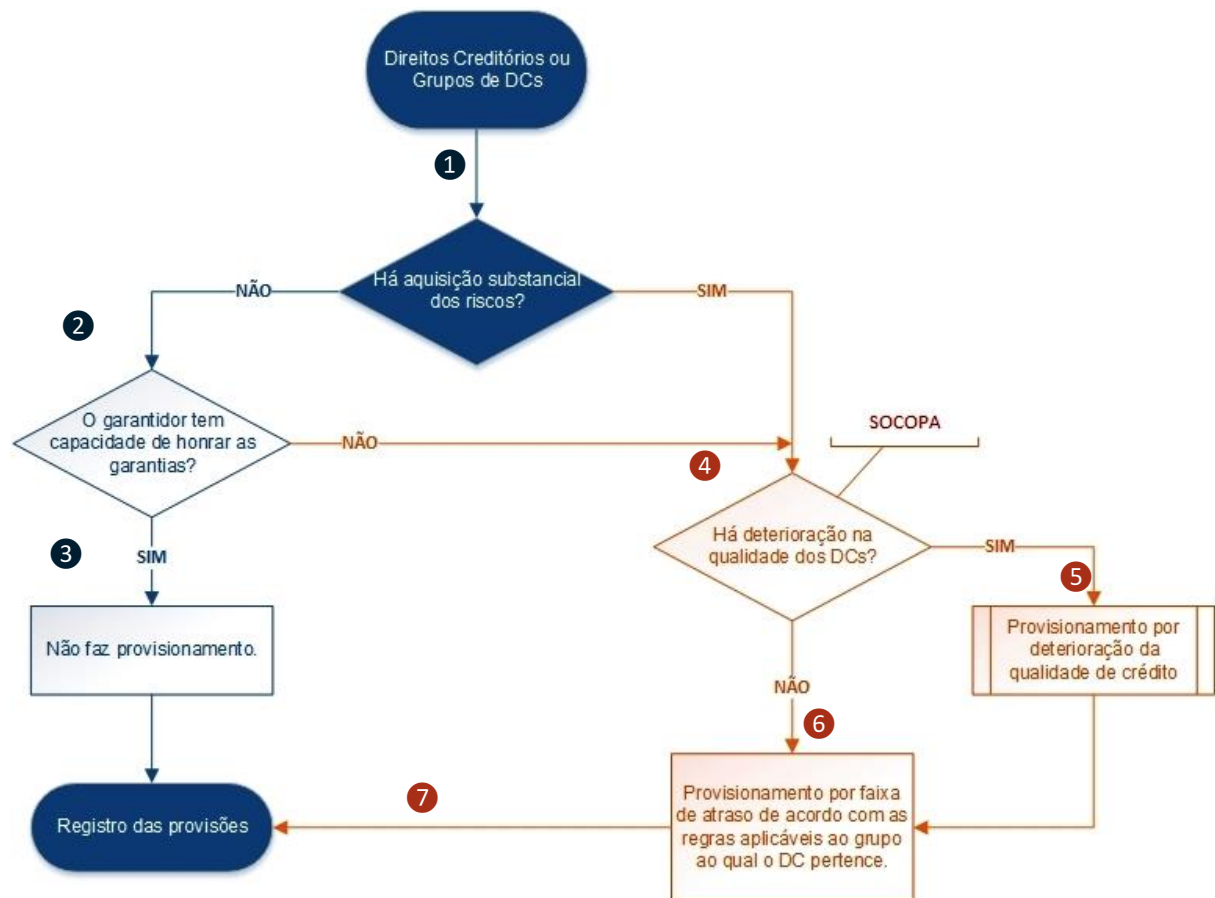 Direitos Creditórios ou
Grupos de DCs
1
Há aquisição substancial
dos riscos?
NÃO
SIM
2
O garantidor tem
capacidade de honrar as
garantias?
NÃO
SOCOPA
4
Há deterioração na
qualidade dos DCs?
SIM
3
SIM
5
Não faz provisionamento.
Provisionamento por
deterioração da
qualidade de crédito
NÃO
6
7
Registro das provisões
Provisionamento por faixa
de atraso de acordo com as
regras aplicáveis ao grupo
ao qual o DC pertence.